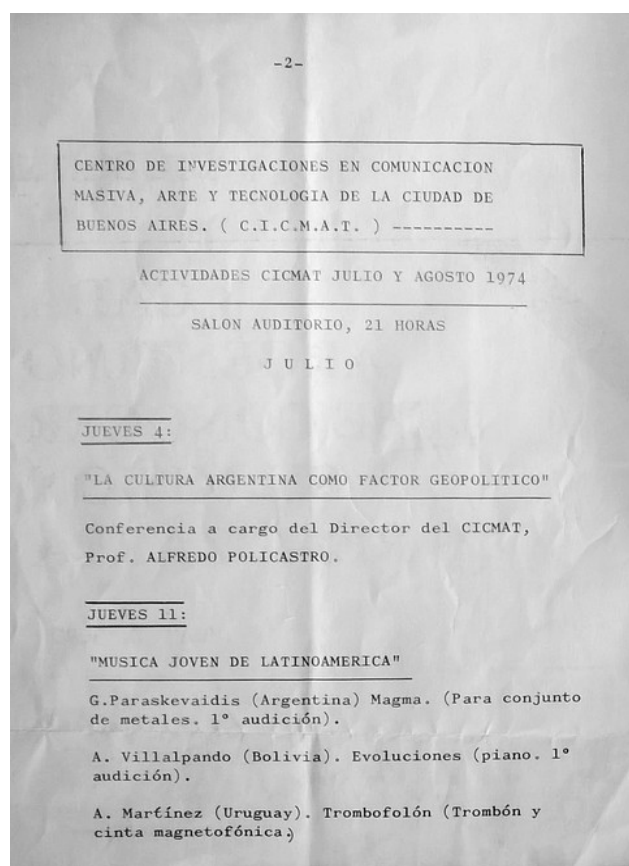 -2-
CENTRO DE INVESTIGACIONES EN COMUNICACION
MASIVA, ARTE Y TECNOLOGIA DE LA CIUDAD DE
BUENOS AIRES. ( C.I.C.M.A.T. ) ----------
ACTIVIDADES CICMAT JULIO Y AGOSTO 1974
SALON AUDITORIO, 21 HORAS
J U L I O
JUEVES 4:
"LA CULTURA ARGENTINA COMO FACTOR GEOPOLITICO"
Conferencia a cargo del Director del CICMAT,
Prof. ALFREDO POLICASTRO.
JUEVES 11:
"MUSICA JOVEN DE LATINOAMERICA"
G.Paraskevaidis (Argentina) Magma. (Para conjunto
de metales. 1º audición).
A. Villalpando (Bolivia). Evoluciones (piano. 1º
audición).
A. Martínez (Uruguay). Trombofolón (Trombón y
cinta magnetofónica.)